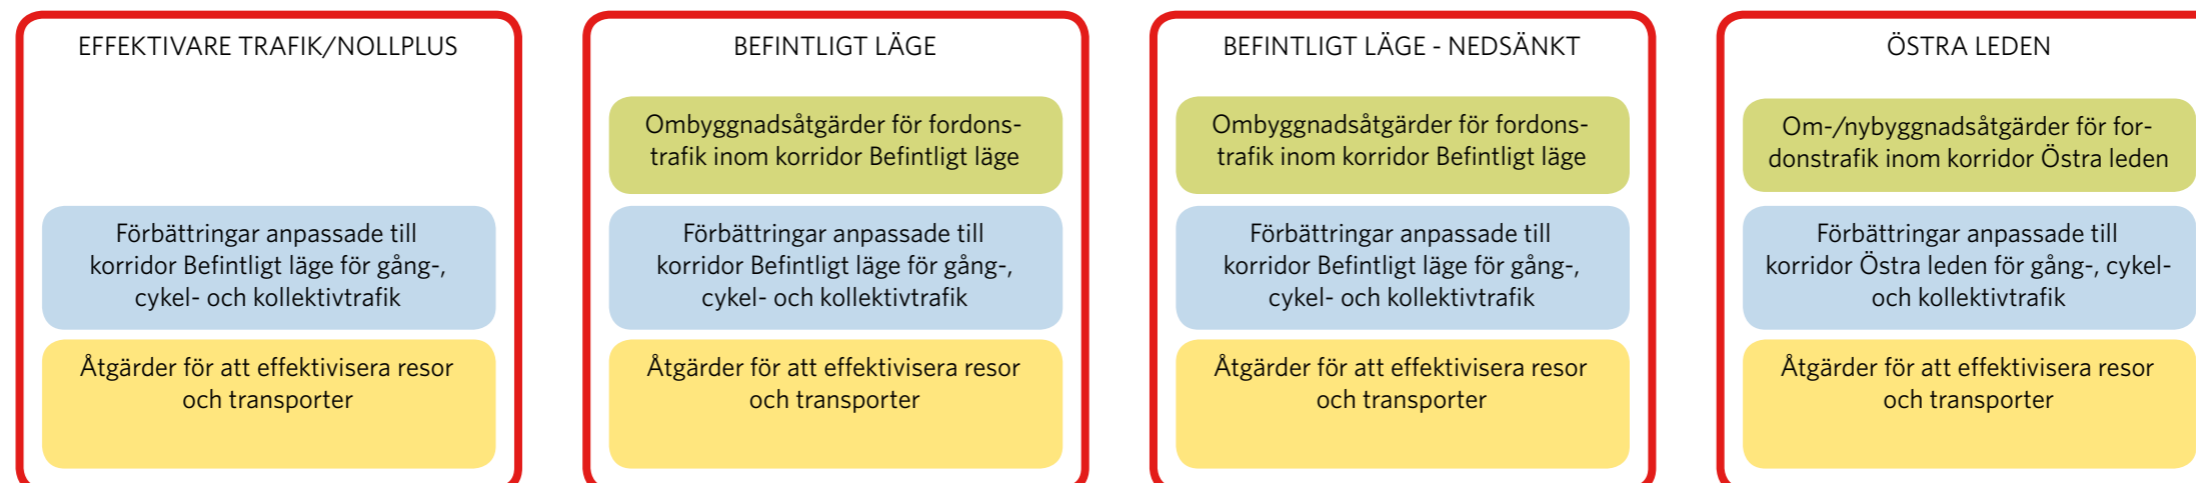 EFFEKTIVARE TRAFIK/NOLLPLUS
Förbättringar anpassade till
korridor Befintligt läge för gång-,
cykel- och kollektivtrafik
Åtgärder för att effektivisera resor
och transporter
BEFINTLIGT LÄGE
Ombyggnadsåtgärder för fordons-
trafik inom korridor Befintligt läge
Förbättringar anpassade till
korridor Befintligt läge för gång-,
cykel- och kollektivtrafik
Åtgärder för att effektivisera resor
och transporter
BEFINTLIGT LÄGE - NEDSÄNKT
Ombyggnadsåtgärder för fordons-
trafik inom korridor Befintligt läge
Förbättringar anpassade till
korridor Befintligt läge för gång-,
cykel- och kollektivtrafik
Åtgärder för att effektivisera resor
och transporter
ÖSTRA LEDEN
Om-/nybyggnadsåtgärder för for-
donstrafik inom korridor Östra leden
Förbättringar anpassade till
korridor Östra leden för gång-, cykel-
och kollektivtrafik
Åtgärder för att effektivisera resor
och transporter